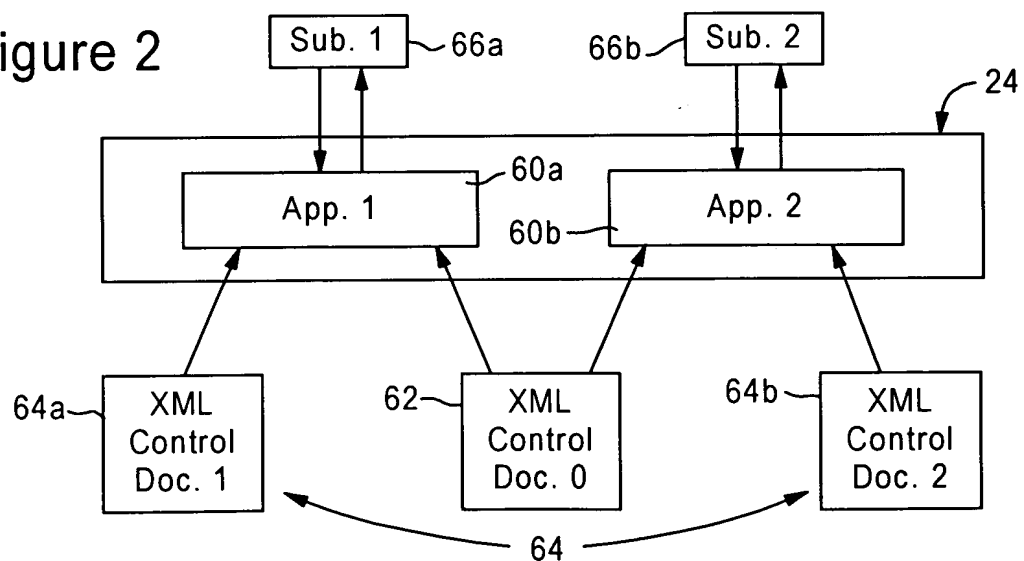 igure 2
Sub. 1
66a
66b
Sub. 2
24
App. 1
60a
60b
App. 2
64a
XML
Control
Doc. 1
62
XML
Control
Doc. 0
64b
XML
Control
Doc. 2
64